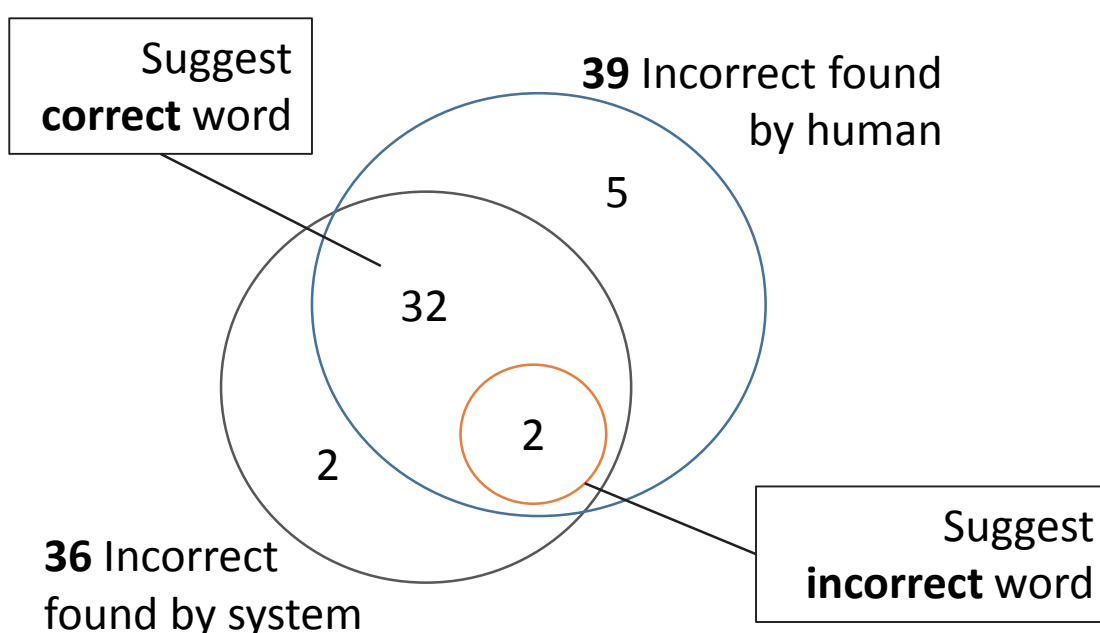 Suggest
correct word
39 Incorrect found
by human
5
32
2
2
36 Incorrect
found by system
Suggest
incorrect word